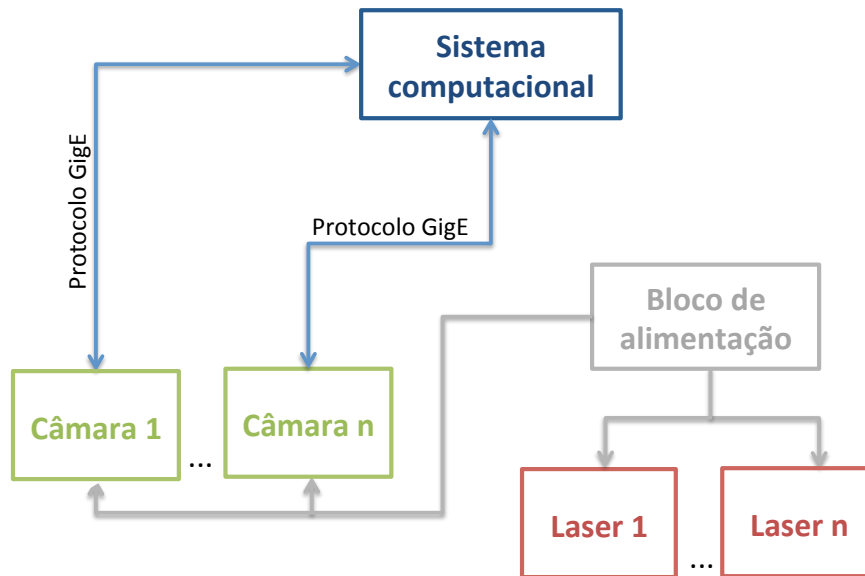 Sistema
computacional
Protocolo GigE
Protocolo GigE
Bloco de
alimentação
Câmara 1
...
Câmara n
Laser 1
...
Laser n